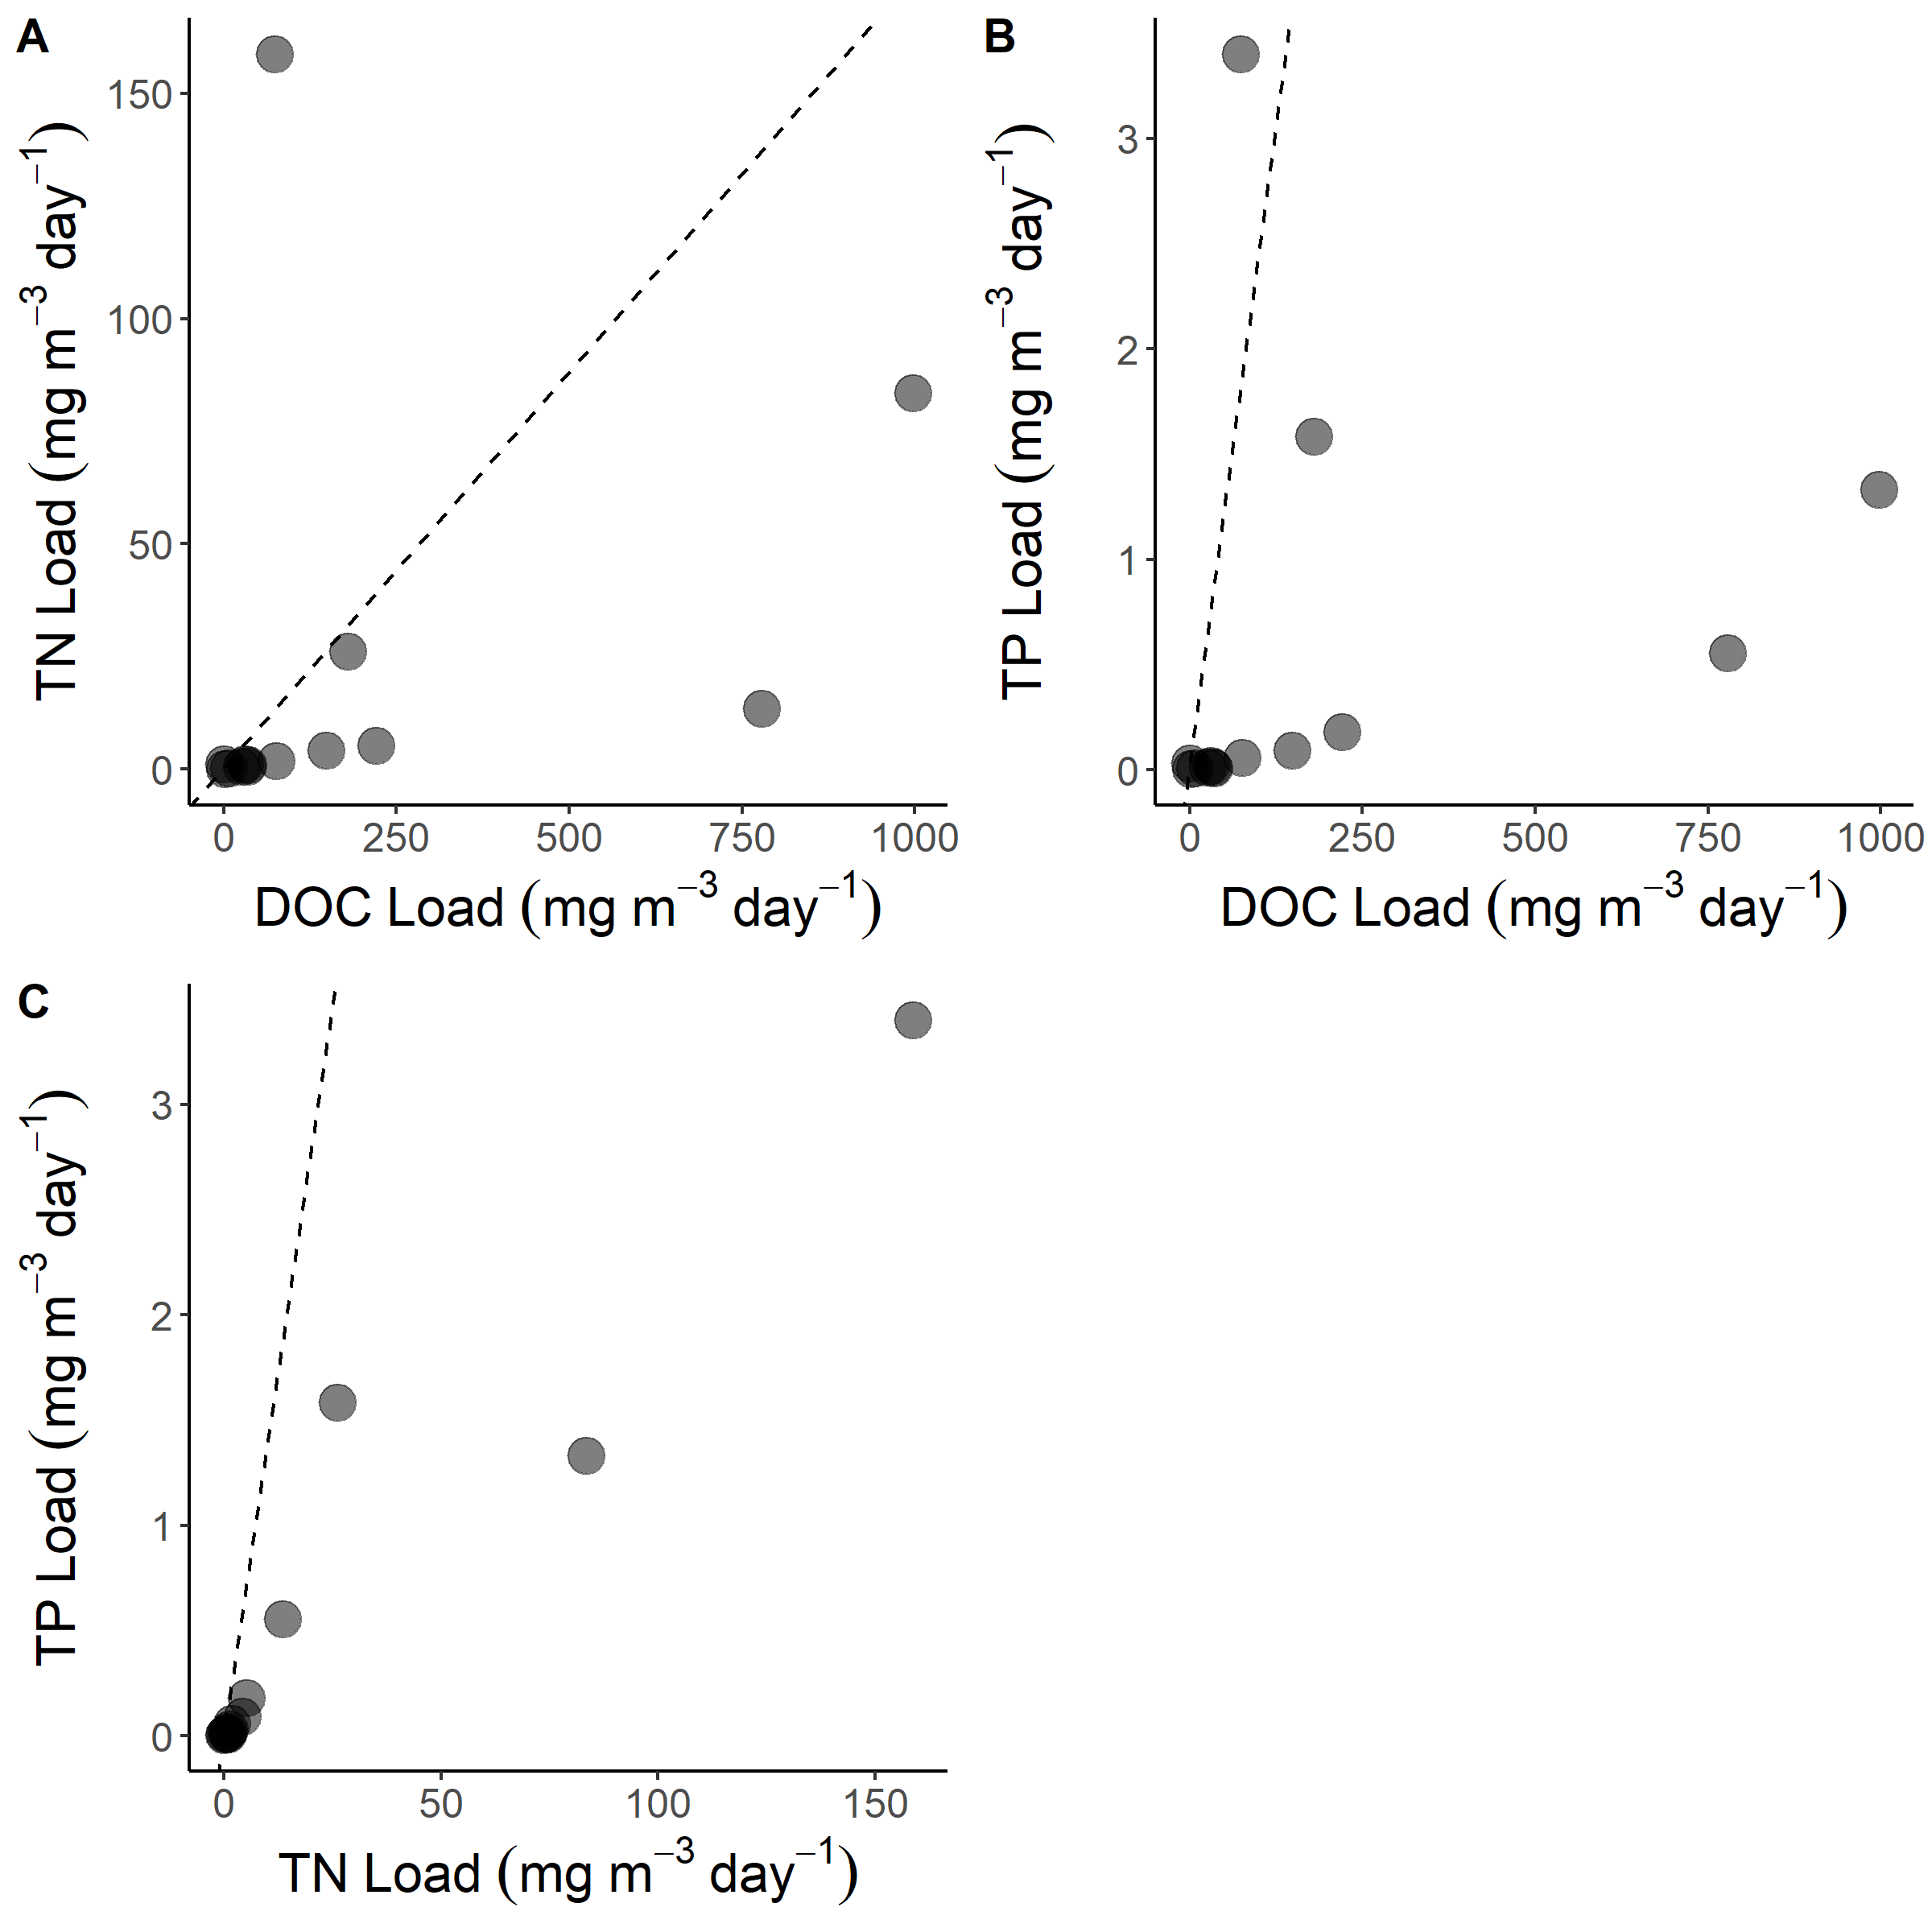 A
TN Load (mg m⁻³ day⁻¹)
150
100
50
0
0 250 500 750 1000
DOC Load (mg m⁻³ day⁻¹)
B
TP Load (mg m⁻³ day⁻¹)
3
2
1
0
0 250 500 750 1000
DOC Load (mg m⁻³ day⁻¹)
C
TP Load (mg m⁻³ day⁻¹)
3
2
1
0
0 50 100 150
TN Load (mg m⁻³ day⁻¹)